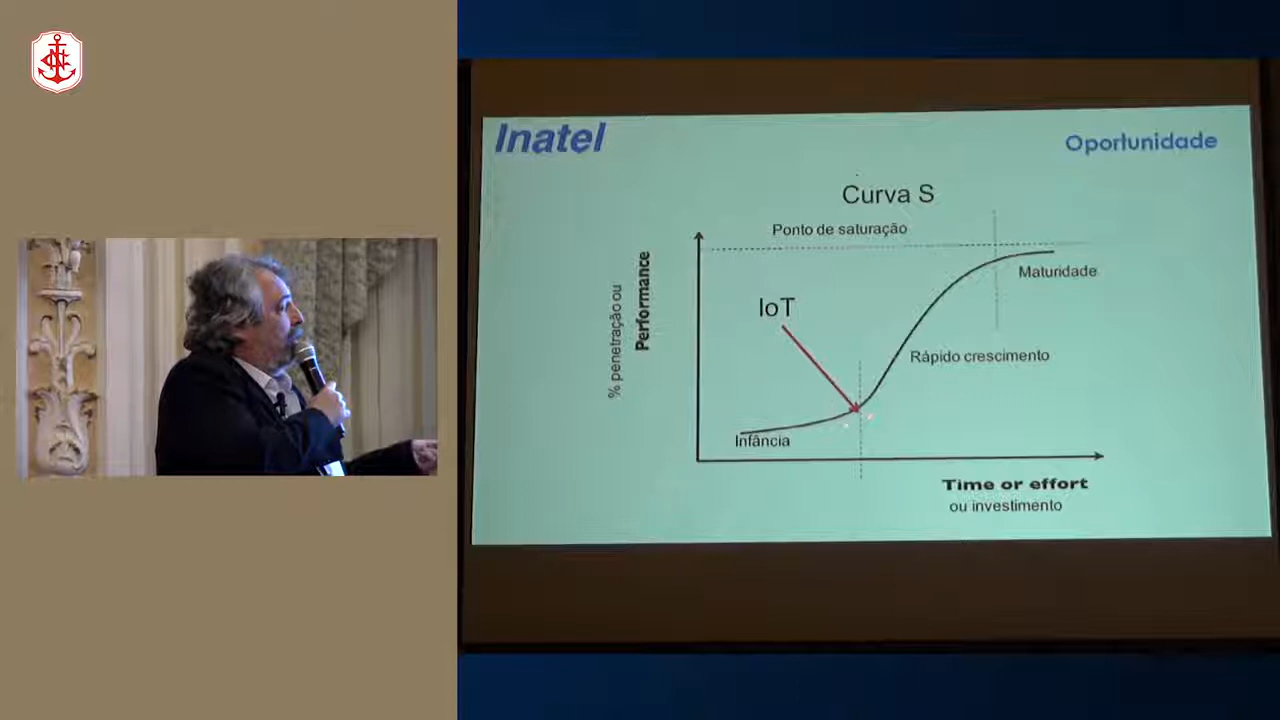 Inatel
Oportunidade
Curva S
Ponto de saturação
% penetração ou
Performance
IoT
Maturidade
Rápido crescimento
Infância
Time or effort
ou investimento